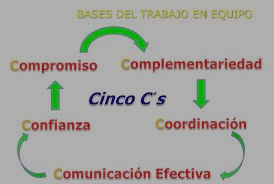 BASES DEL TRABAJO EN EQUIPO
Compromiso
Complementariedad
Cinco C´s
Confianza
Coordinación
Comunicación Efectiva